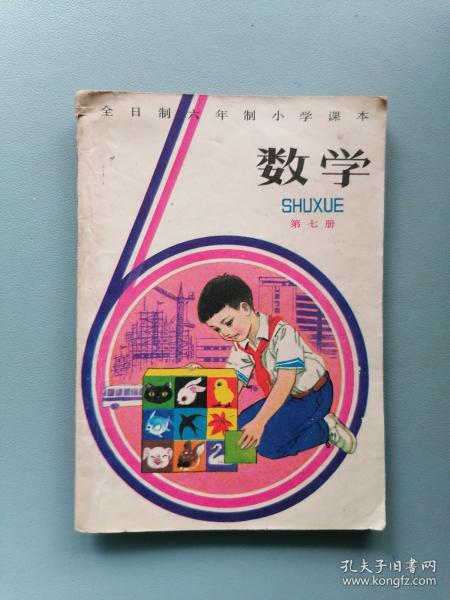 全日制六年制小学课本
数学
SHUXUE
第七册
孔夫子旧书网
www.kongfz.com